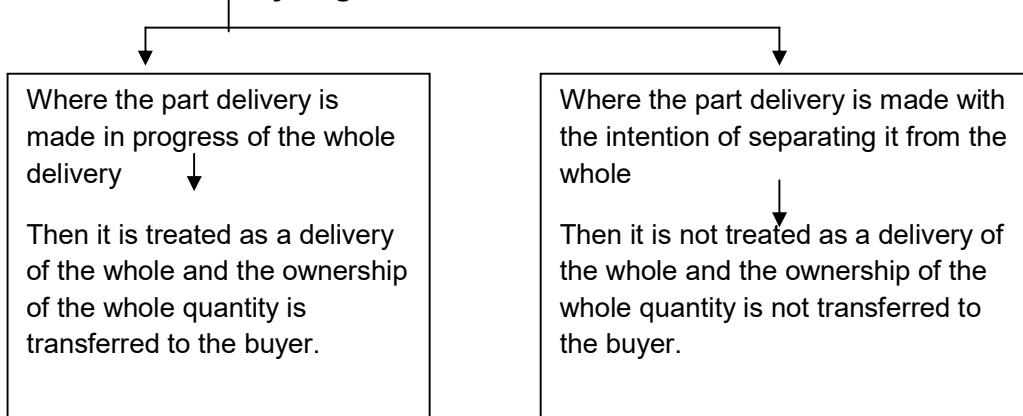 Where the part delivery is
made in progress of the whole
delivery
Then it is treated as a delivery
of the whole and the ownership
of the whole quantity is
transferred to the buyer.
Where the part delivery is made with
the intention of separating it from the
whole
Then it is not treated as a delivery of
the whole and the ownership of the
whole quantity is not transferred to
the buyer.